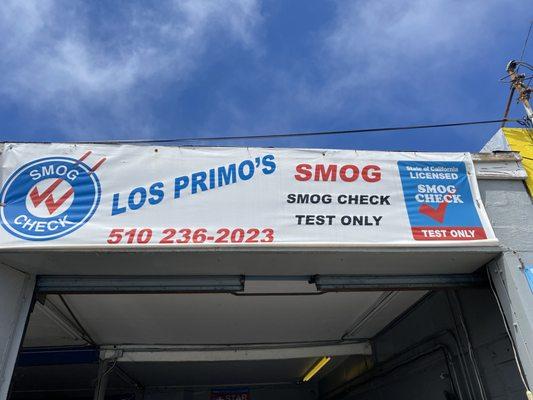 SMOG
CHECK
LOS PRIMO'S
510 236-2023
SMOG
SMOG CHECK
TEST ONLY
State of California
LICENSED
SMOG
CHECK
TEST ONLY
STAR